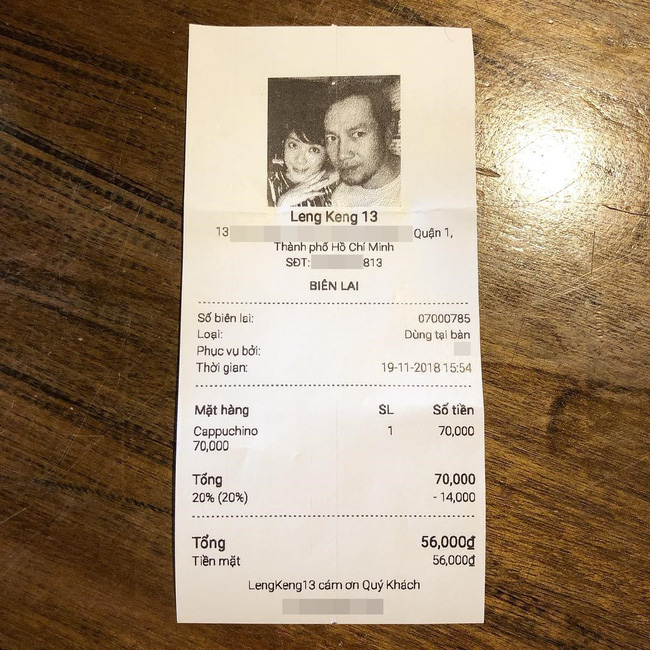 Leng Keng 13
13 Quận 1,
Thành phố Hồ Chí Minh
SĐT: 813
BIÊN LAI
Số biên lai: 07000785
Loại: Dùng tại bàn
Phục vụ bởi:
Thời gian: 19-11-2018 15:54
Mặt hàng SL Số tiền
Cappuchino 1 70,000
70,000
Tổng 70,000
20% (20%) - 14,000
Tổng 56,000₫
Tiền mặt 56,000₫
LengKeng13 cám ơn Quý Khách